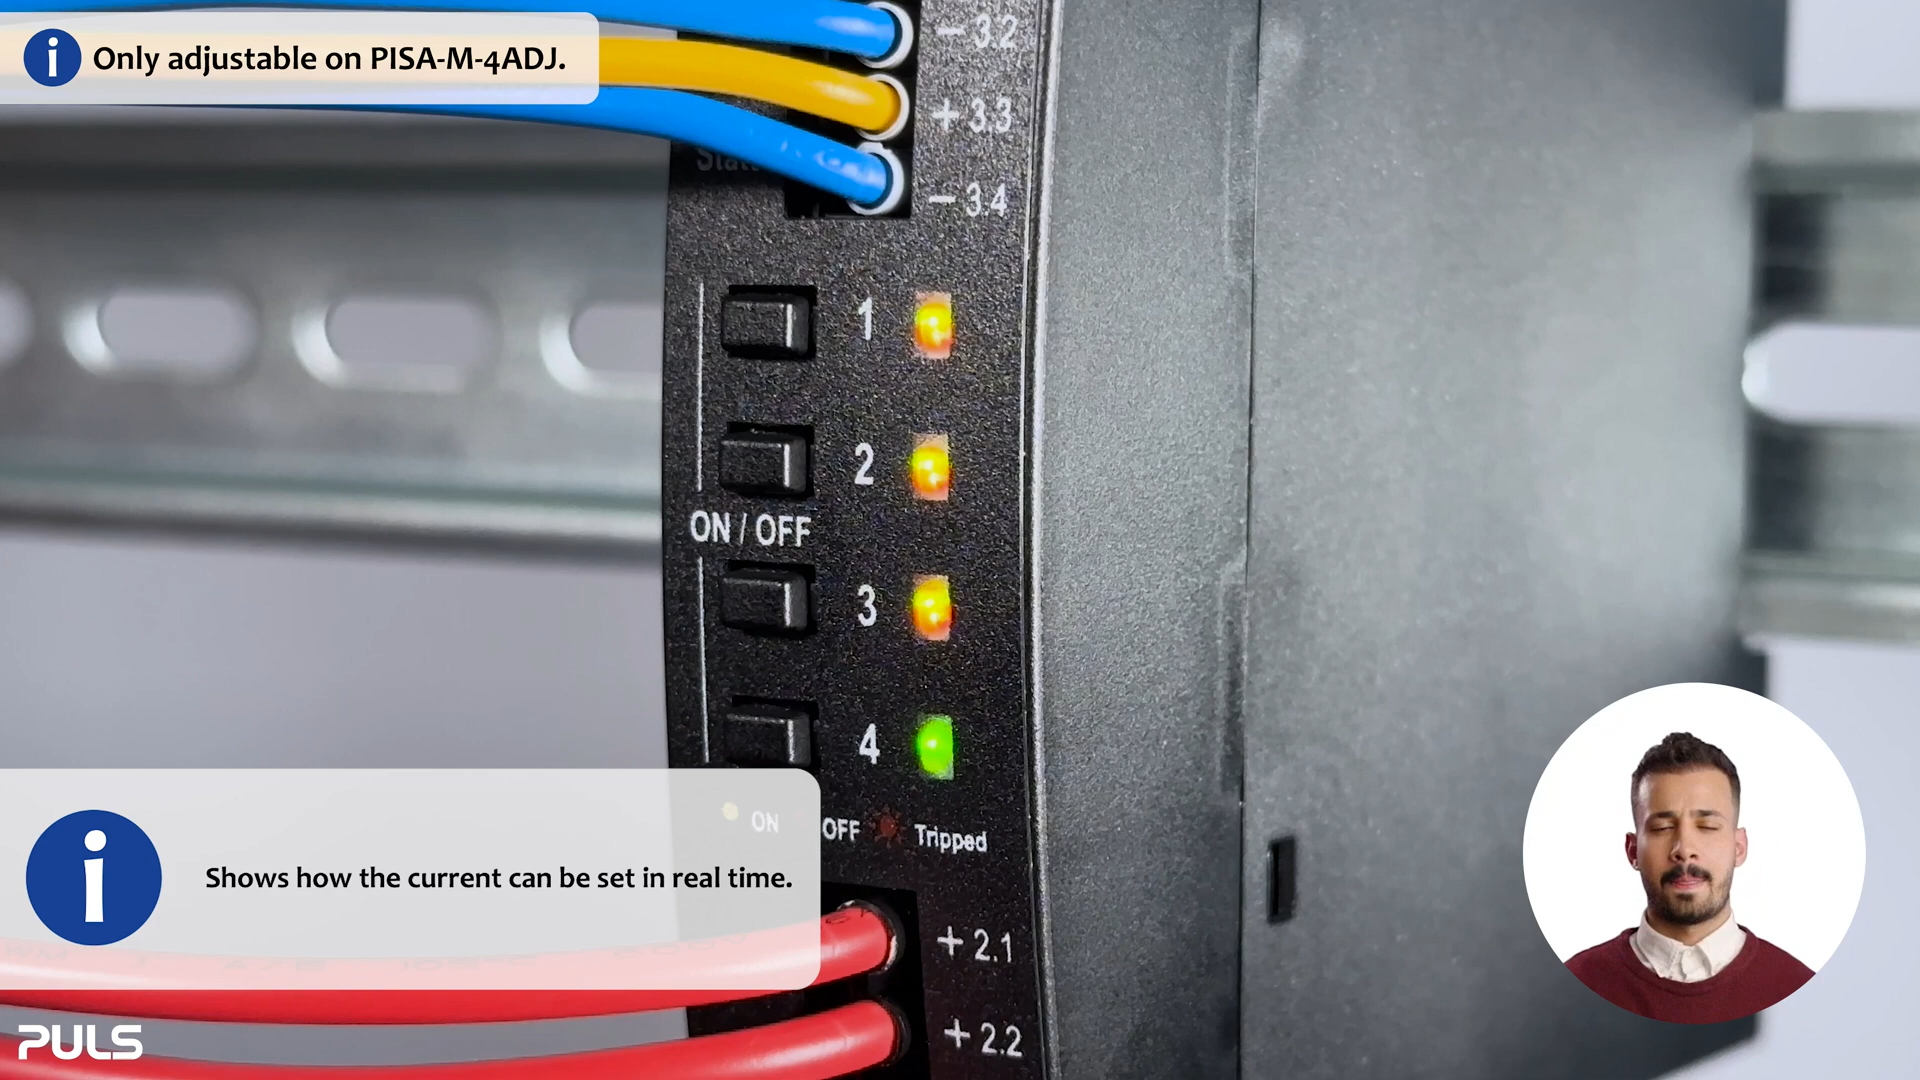 Only adjustable on PISA-M-4ADJ.
− 3.2
+ 3.3
− 3.4
1
2
ON / OFF
3
4
ON
OFF
Tripped
Shows how the current can be set in real time.
+ 2.1
+ 2.2
PULS